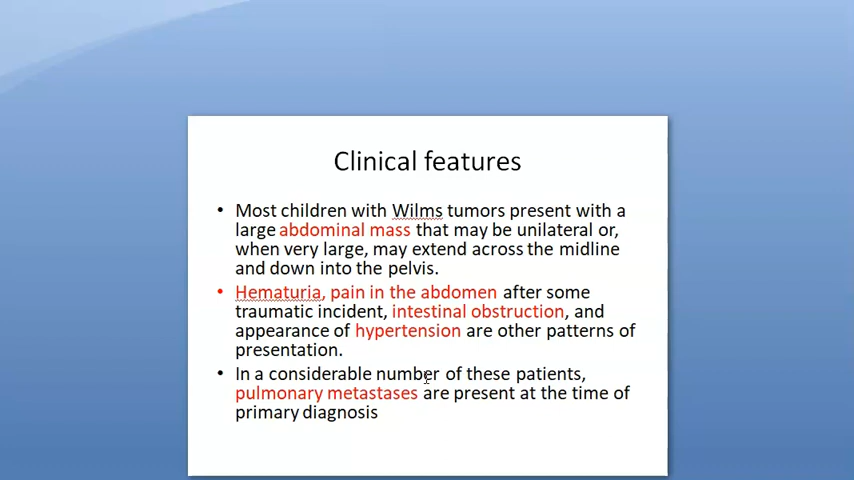 Clinical features
• Most children with Wilms tumors present with a
large abdominal mass that may be unilateral or,
when very large, may extend across the midline
and down into the pelvis.
• Hematuria, pain in the abdomen after some
traumatic incident, intestinal obstruction, and
appearance of hypertension are other patterns of
presentation.
• In a considerable number of these patients,
pulmonary metastases are present at the time of
primary diagnosis